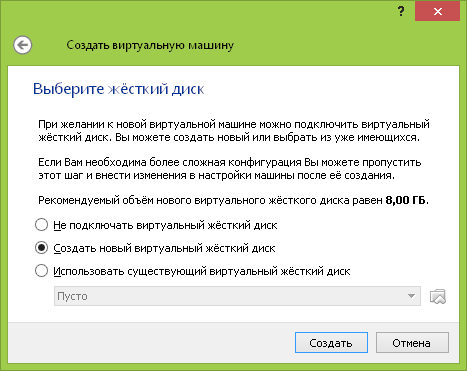 ?
Создать виртуальную машину
Выберите жёсткий диск
При желании к новой виртуальной машине можно подключить виртуальный
жёсткий диск. Вы можете создать новый или выбрать из уже имеющихся.
Если Вам необходима более сложная конфигурация Вы можете пропустить
этот шаг и внести изменения в настройки машины после её создания.
Рекомендуемый объём нового виртуального жёсткого диска равен 8,00 ГБ.
Не подключать виртуальный жёсткий диск
Создать новый виртуальный жёсткий диск
Использовать существующий виртуальный жёсткий диск
Пусто
Создать Отмена